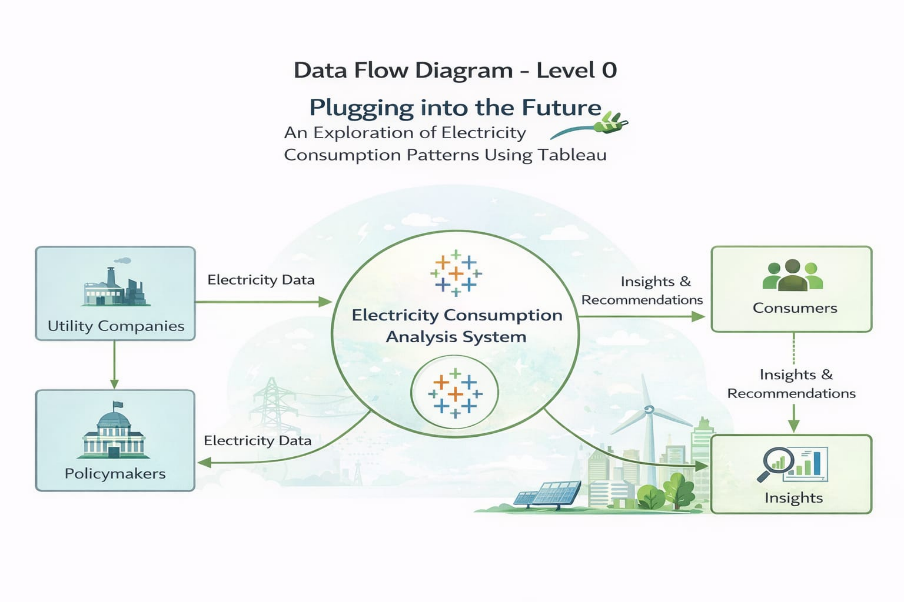 Data Flow Diagram - Level 0
Plugging into the Future
An Exploration of Electricity
Consumption Patterns Using Tableau
Utility Companies
Electricity Data
Electricity Consumption
Analysis System
Insights &
Recommendations
Consumers
Insights &
Recommendations
Policymakers
Electricity Data
Insights